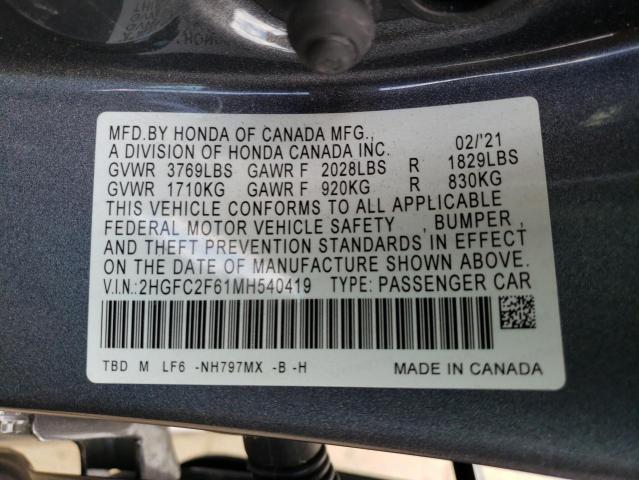 MFD.BY HONDA OF CANADA MFG.,
A DIVISION OF HONDA CANADA INC. 02/'21
GVWR 3769LBS GAWR F 2028LBS R 1829LBS
GVWR 1710KG GAWR F 920KG R 830KG
THIS VEHICLE CONFORMS TO ALL APPLICABLE
FEDERAL MOTOR VEHICLE SAFETY , BUMPER ,
AND THEFT PREVENTION STANDARDS IN EFFECT
ON DATE OF MANUFACTURE SHOWN ABOVE.
V.I.N.:2HGFC2F61MH540419 TYPE: PASSENGER CAR
TBD M LF6 -NH797MX -B -H MADE IN CANADA